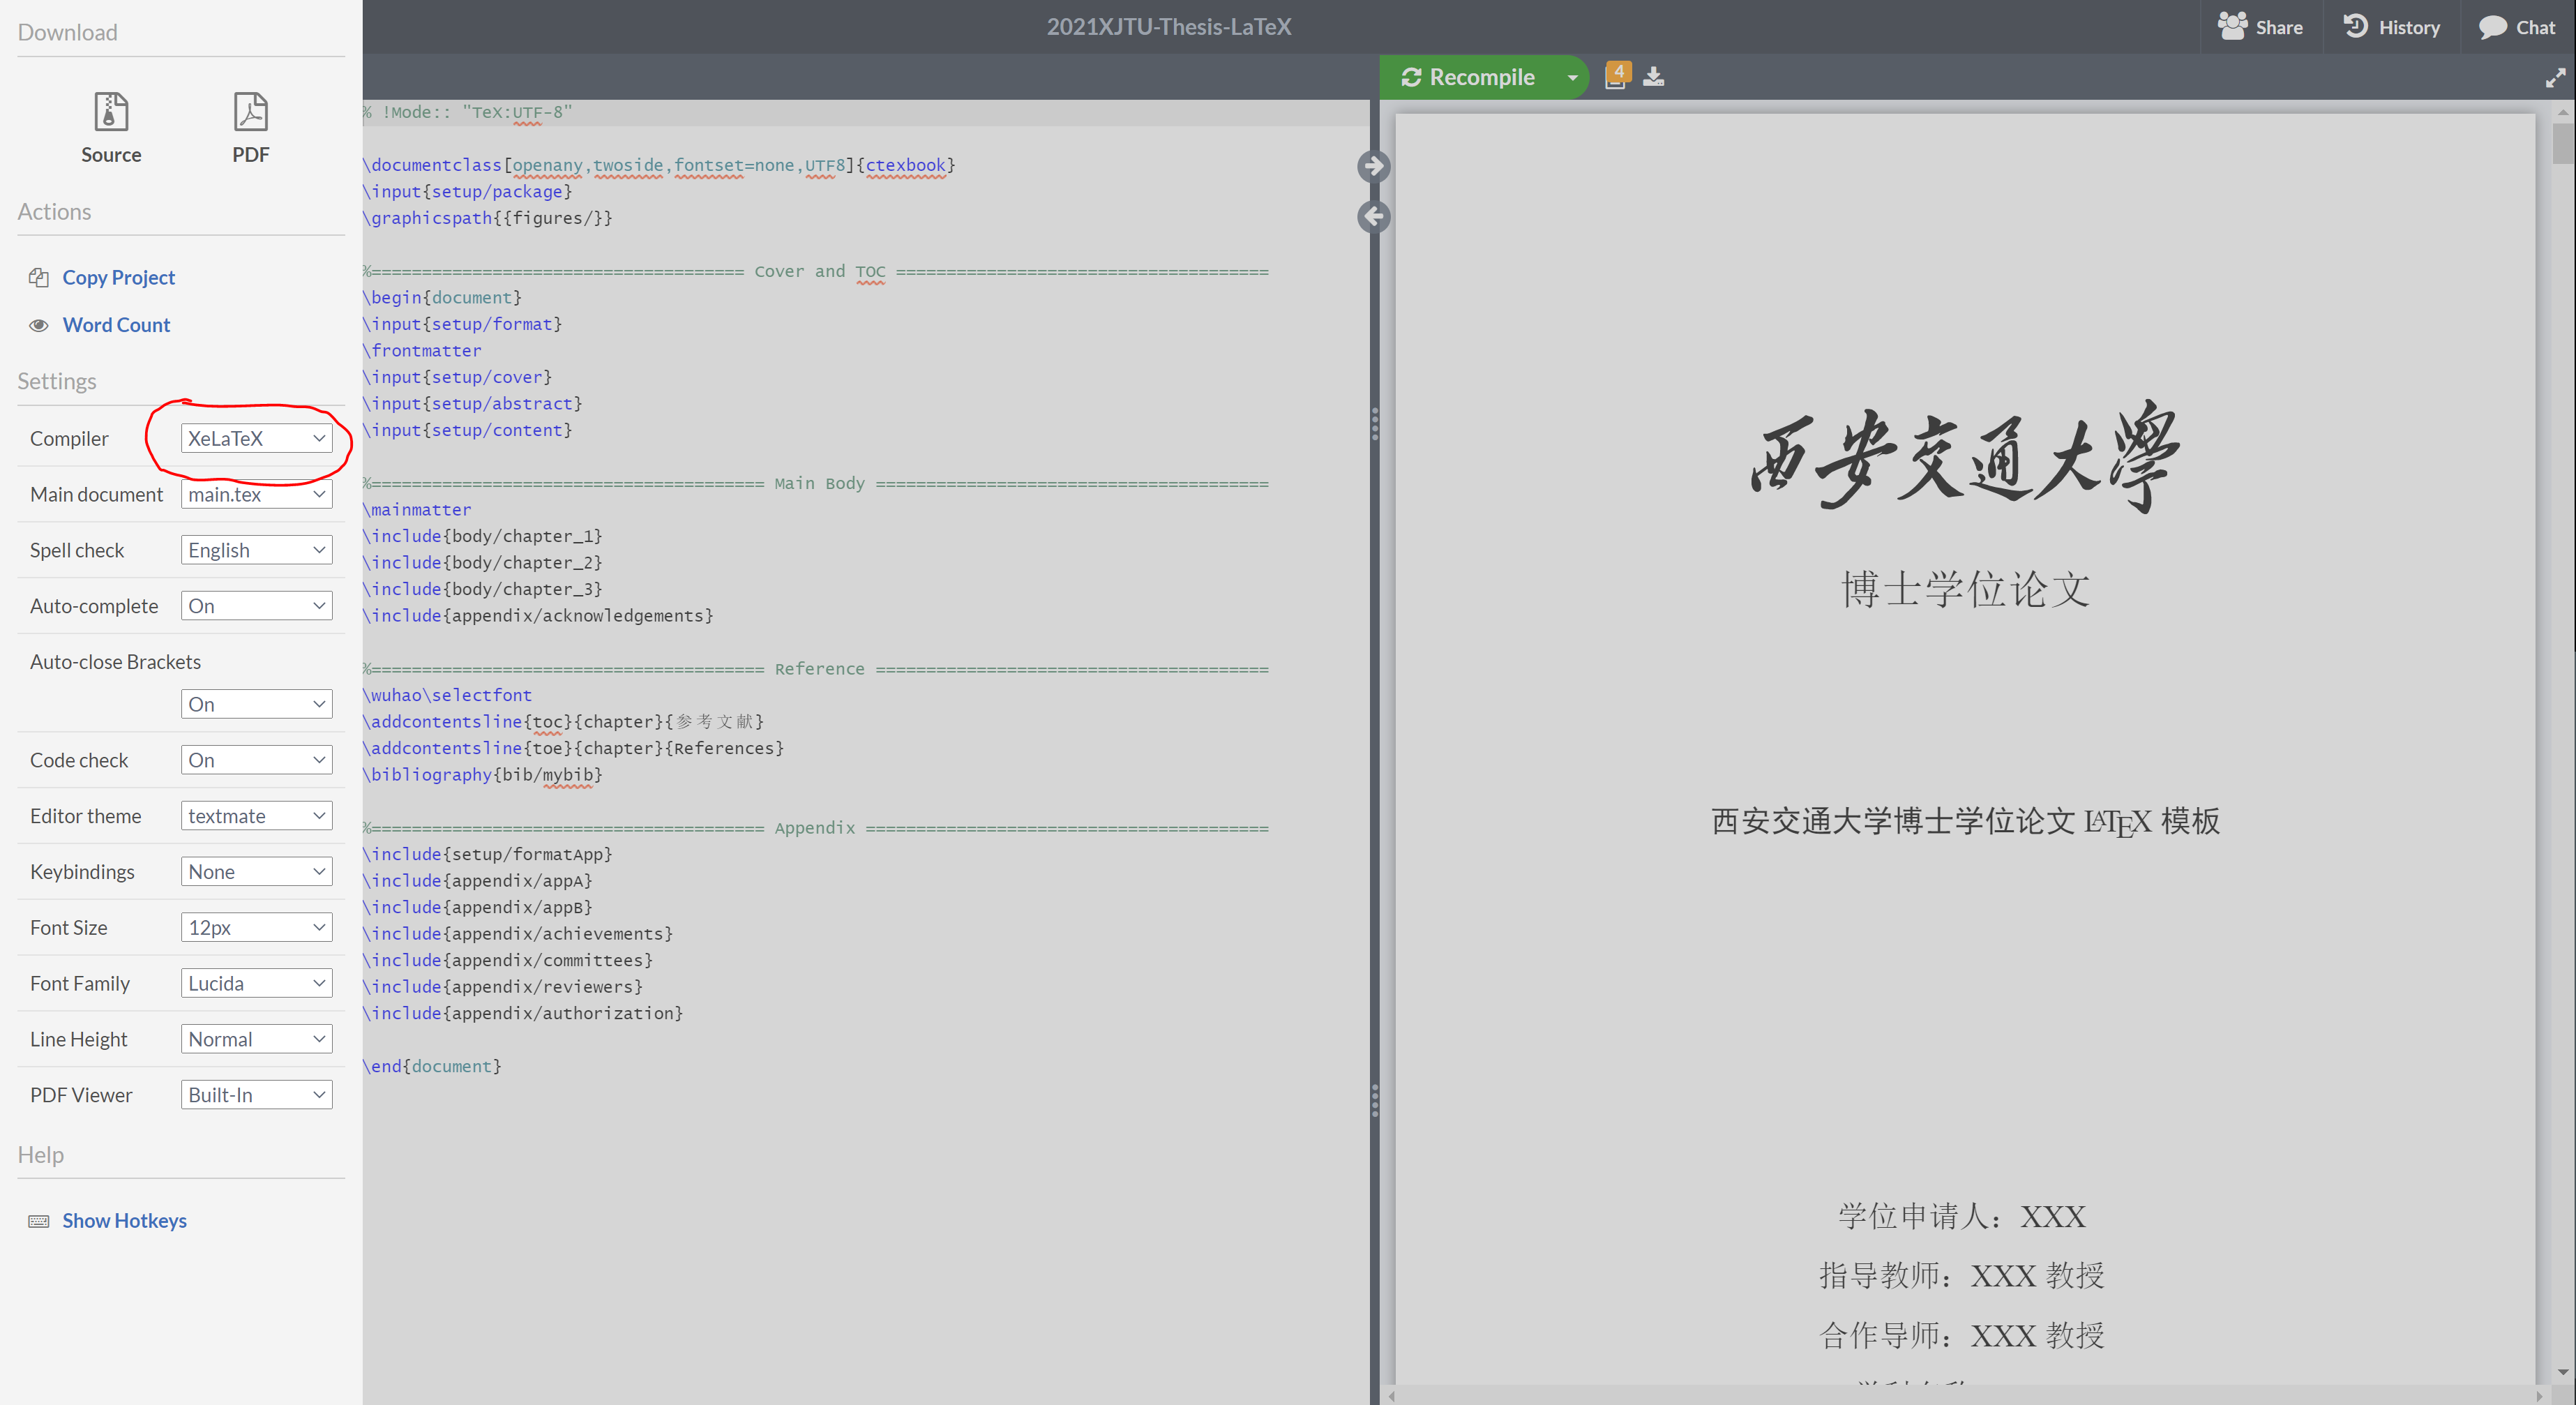 Download
Source
PDF
Actions
Copy Project
Word Count
Settings
Compiler XeLaTeX
Main document main.tex
Spell check English
Auto-complete On
Auto-close Brackets
On
Code check On
Editor theme textmate
Keybindings None
Font Size 12px
Font Family Lucida
Line Height Normal
PDF Viewer Built-In
Help
Show Hotkeys
2021XJTU-Thesis-LaTeX
Share
History
Chat
Recompile
4
% !Mode:: "TeX:UTF-8"
\documentclass[openany,twoside,fontset=none,UTF8]{ctexbook}
\input{setup/package}
\graphicspath{{figures/}}
%===================================== Cover and TOC =====================================
\begin{document}
\input{setup/format}
\frontmatter
\input{setup/cover}
\input{setup/abstract}
\input{setup/content}
%======================================= Main Body =======================================
\mainmatter
\include{body/chapter_1}
\include{body/chapter_2}
\include{body/chapter_3}
\include{appendix/acknowledgements}
%======================================= Reference =======================================
\wuhao\selectfont
\addcontentsline{toc}{chapter}{参考文献}
\addcontentsline{toe}{chapter}{References}
\bibliography{bib/mybib}
%======================================= Appendix ========================================
\include{setup/formatApp}
\include{appendix/appA}
\include{appendix/appB}
\include{appendix/achievements}
\include{appendix/committees}
\include{appendix/reviewers}
\include{appendix/authorization}
\end{document}
西安交通大學
博士学位论文
西安交通大学博士学位论文 LATEX 模板
学位申请人：XXX
指导教师：XXX 教授
合作导师：XXX 教授